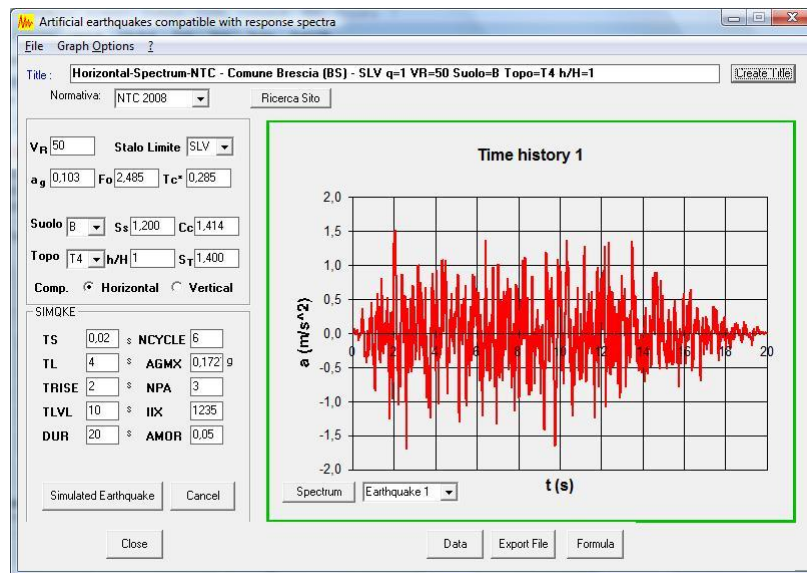 Artificial earthquakes compatible with response spectra
File Graph Options ?
Title : Horizontal-Spectrum-NTC - Comune Brescia (BS) - SLV q=1 VR=50 Suolo=B Topo=T4 h/H=1 Create Title
Normativa: NTC 2008 Ricerca Sito
VR 50 Stalo Limite SLV
ag 0,103 Fo 2,485 Tc* 0,285
Suolo B Ss 1,200 Cc 1,414
Topo T4 h/H 1 ST 1,400
Comp. Horizontal Vertical
SIMQKE
TS 0,02 s NCYCLE 6
TL 4 s AGMX 0,172 g
TRISE 2 s NPA 3
TLVL 10 s IIX 1235
DUR 20 s AMOR 0,05
Simulated Earthquake Cancel
Close
Time history 1
a (m/s^2)
2,0
1,5
1,0
0,5
0,0
-0,5
-1,0
-1,5
-2,0
0 2 4 6 8 10 12 14 16 18 20
t (s)
Spectrum Earthquake 1
Data Export File Formula